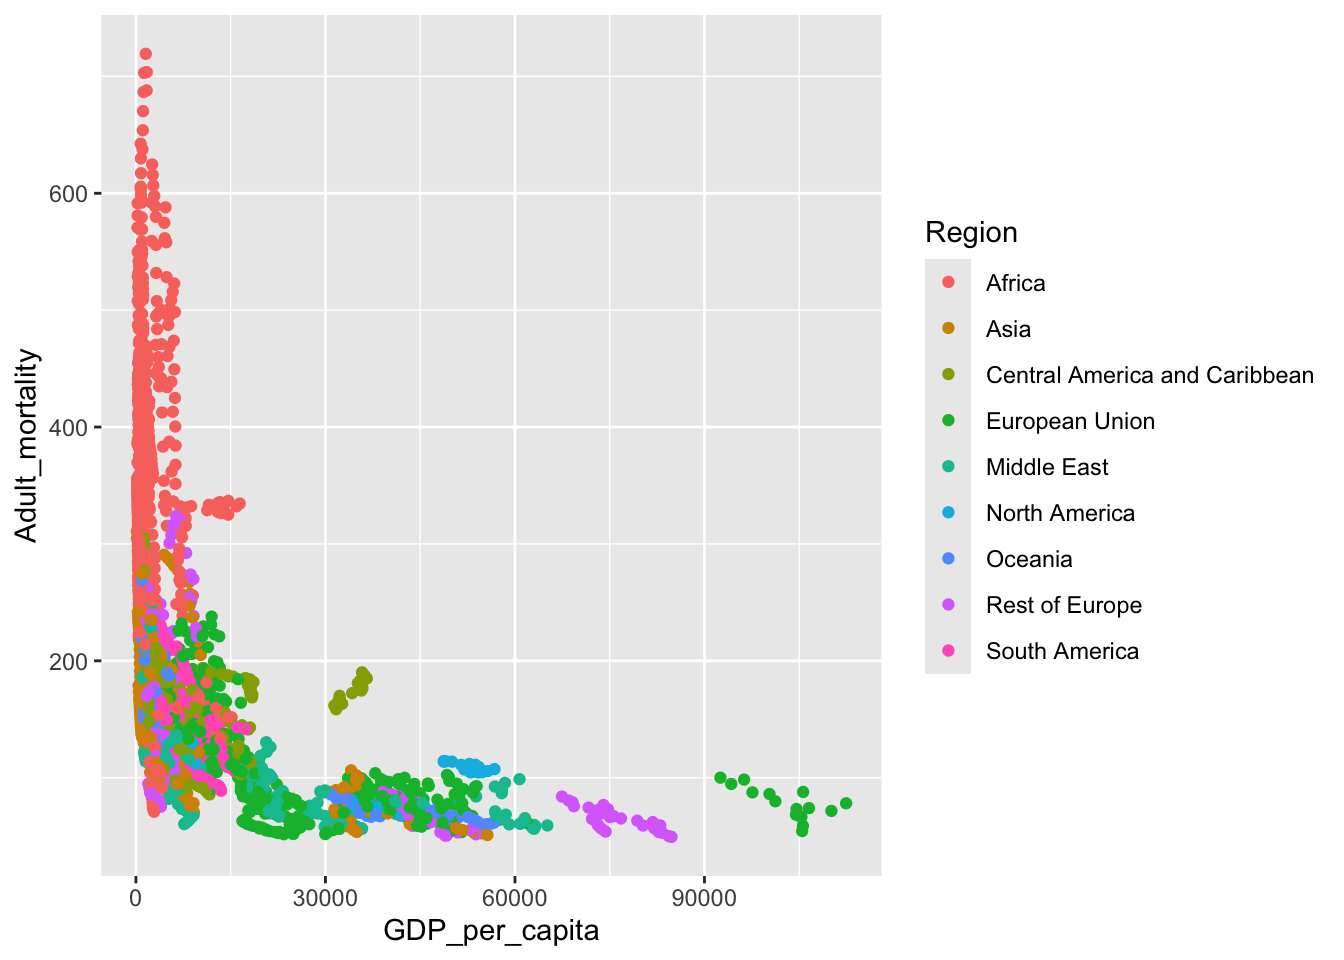 Adult_mortality
600
400
200
0
30000
60000
90000
GDP_per_capita
Region
Africa
Asia
Central America and Caribbean
European Union
Middle East
North America
Oceania
Rest of Europe
South America